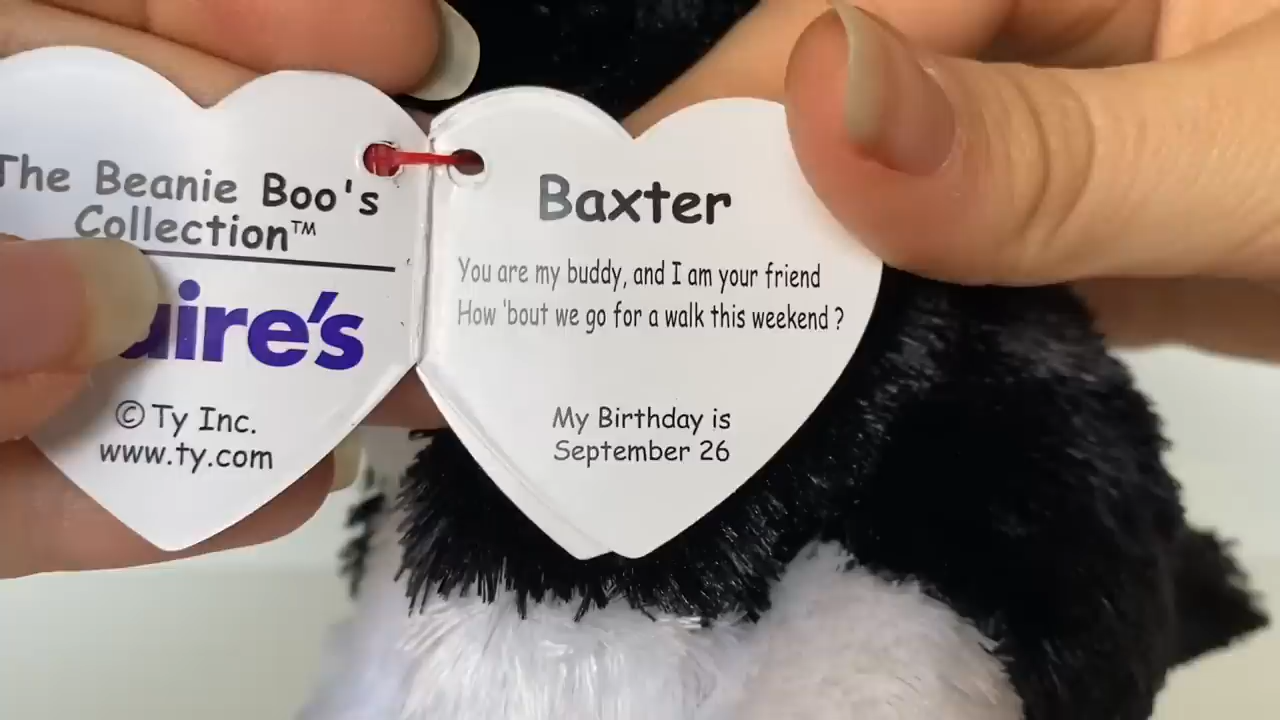 The Beanie Boo's
Collection™
aire's
© Ty Inc.
www.ty.com
Baxter
You are my buddy, and I am your friend
How 'bout we go for a walk this weekend ?
My Birthday is
September 26